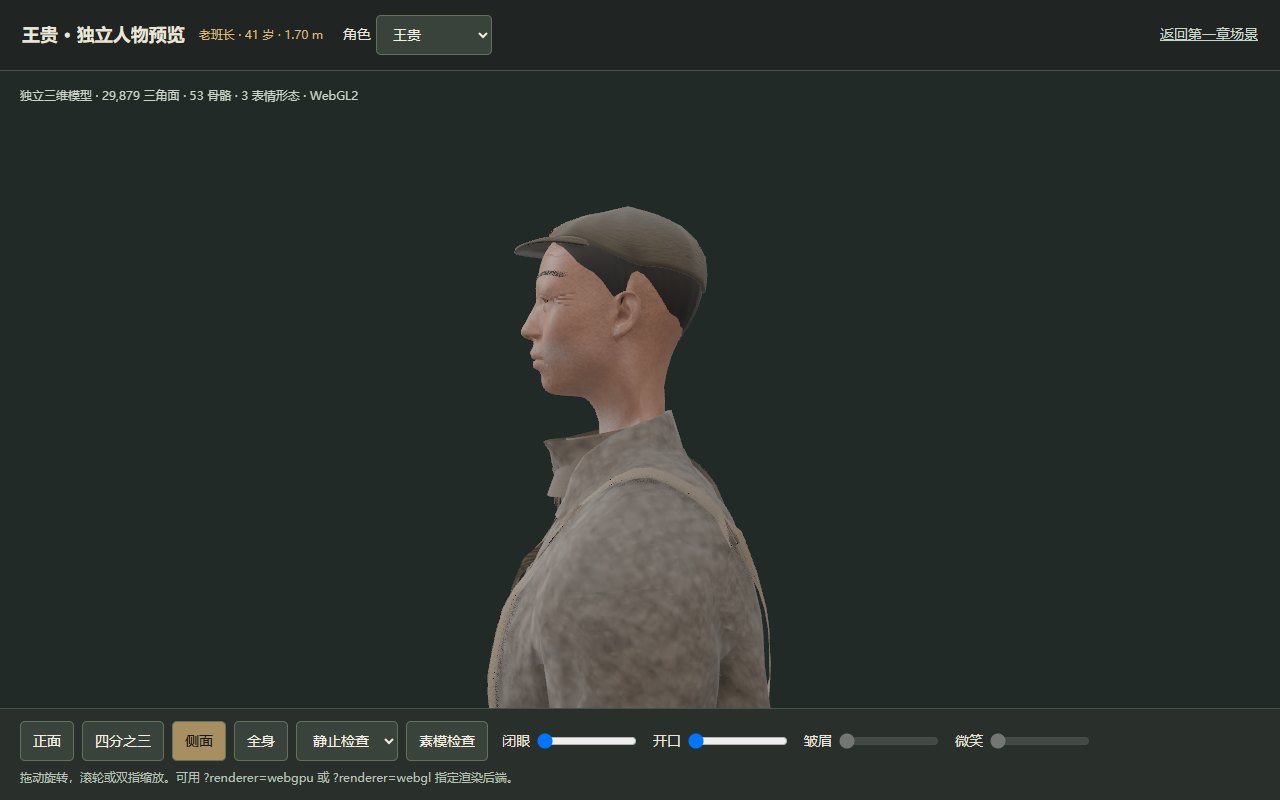 王贵 • 独立人物预览 老班长 · 41 岁 · 1.70 m 角色 王贵 返回第一章场景
独立三维模型 · 29,879 三角面 · 53 骨骼 · 3 表情形态 · WebGL2
正面 四分之三 侧面 全身 静止检查 素模检查 闭眼 开口 皱眉 微笑
拖动旋转，滚轮或双指缩放。可用 ?renderer=webgpu 或 ?renderer=webgl 指定渲染后端。